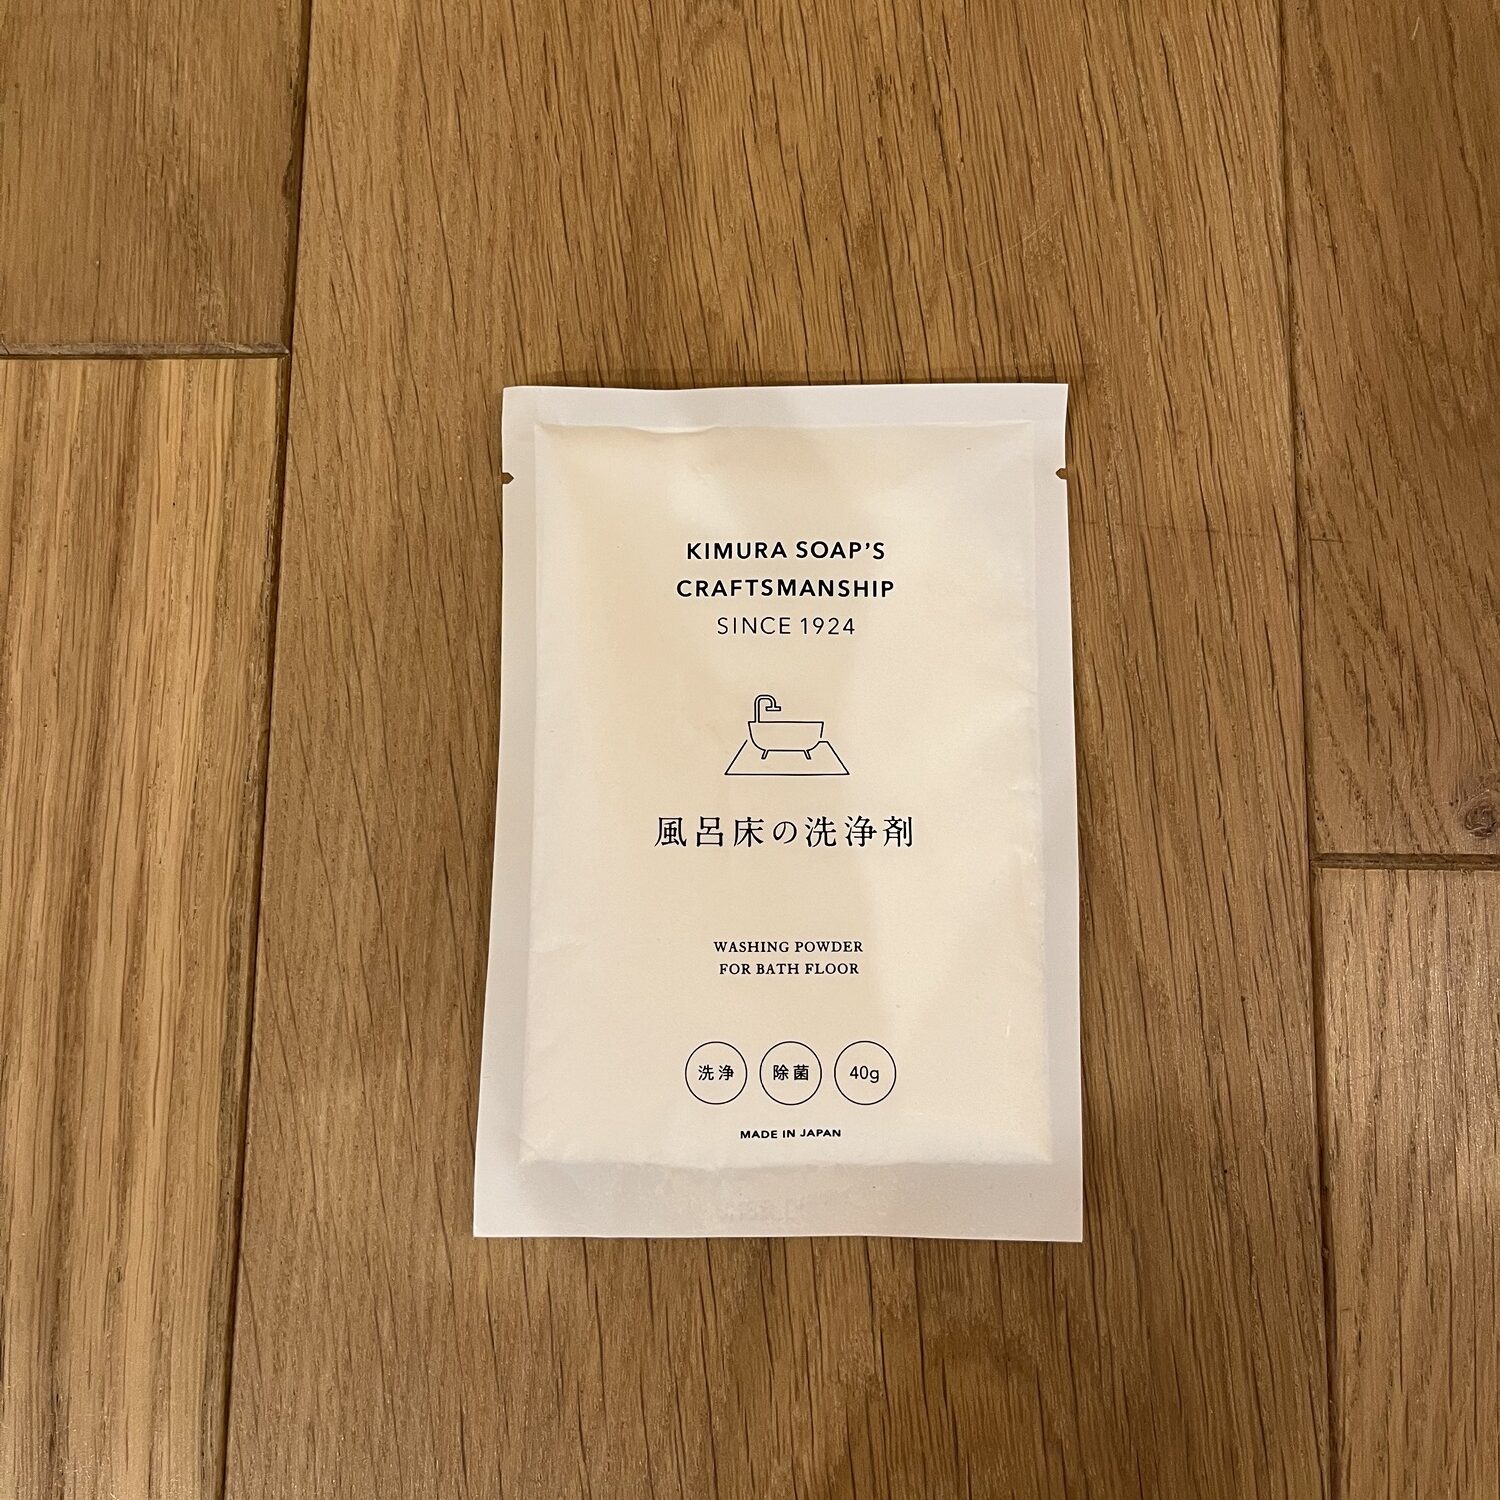 KIMURA SOAP'S
CRAFTSMANSHIP
SINCE 1924
風呂床の洗浄剤
WASHING POWDER
FOR BATH FLOOR
洗浄 除菌 40g
MADE IN JAPAN